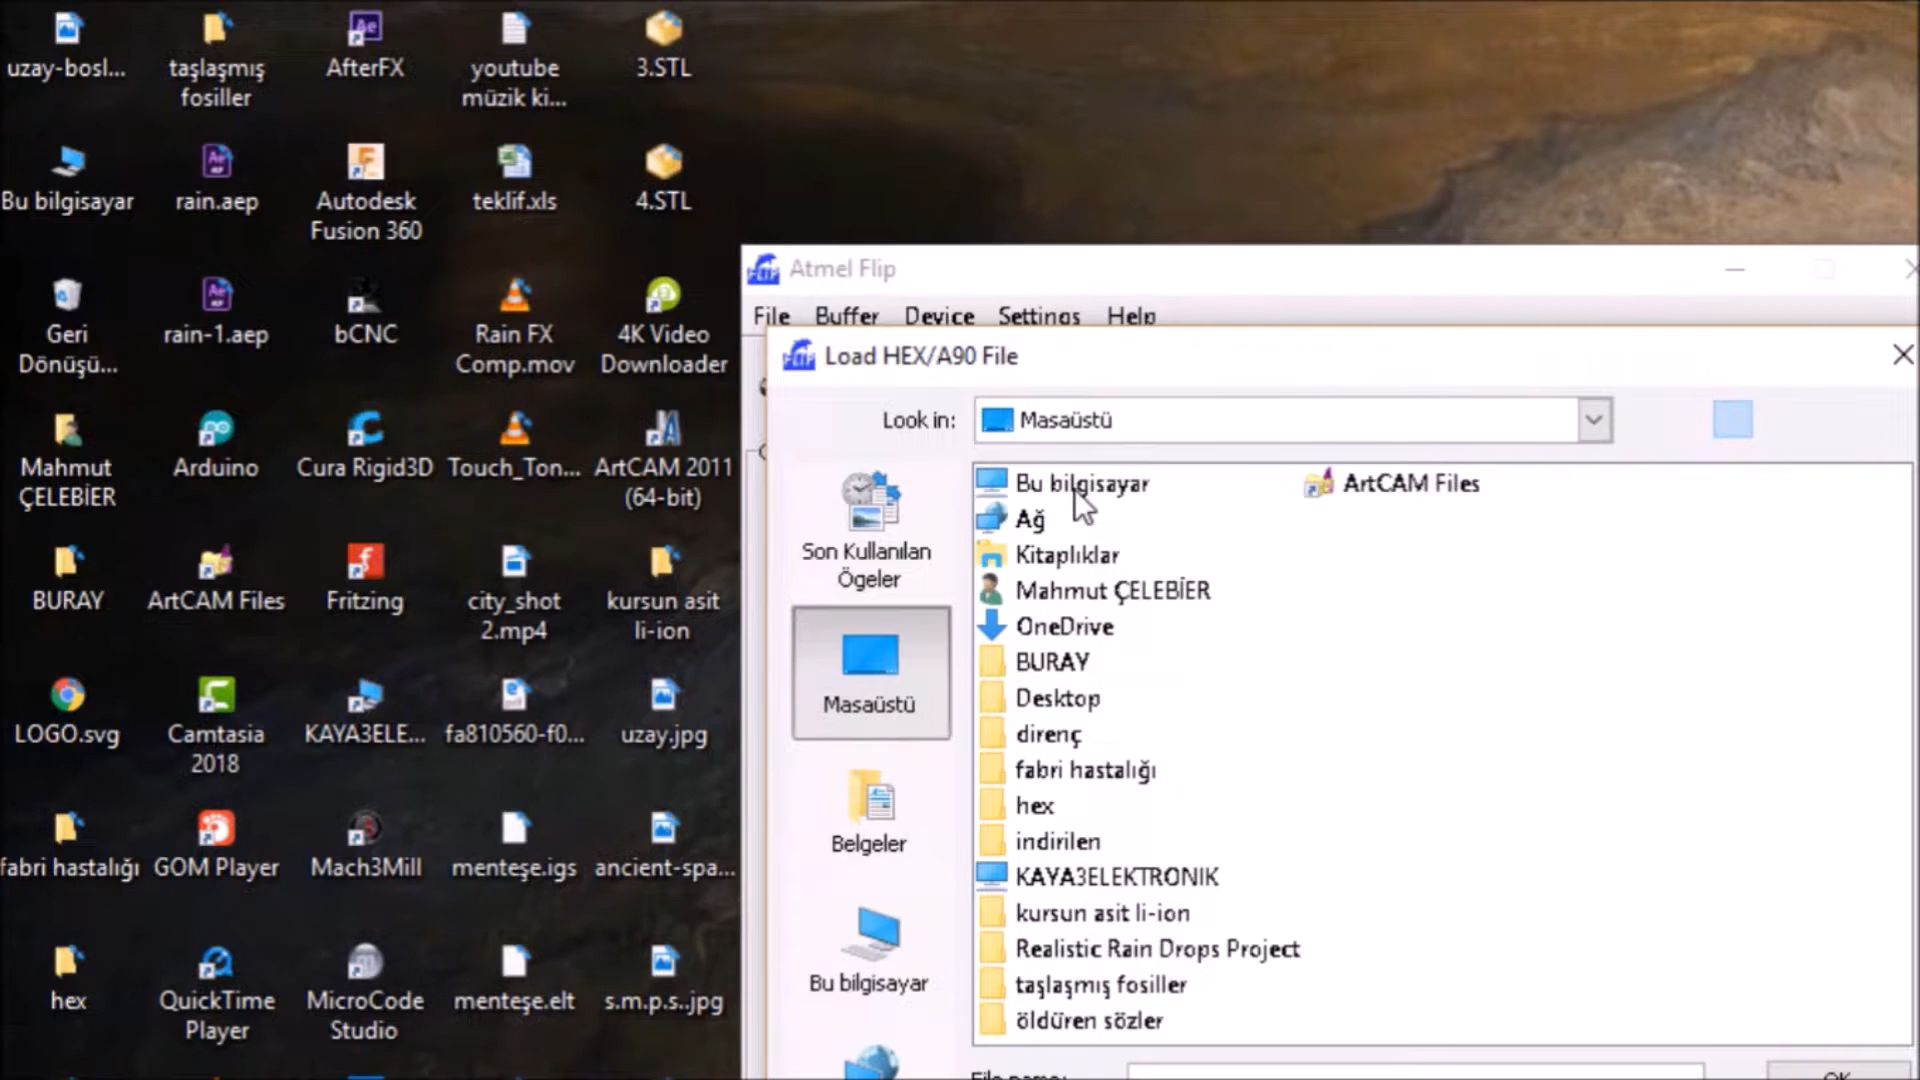 uzay-bosl...
taşlaşmış
fosiller
AfterFX
youtube
müzik ki...
3.STL
Bu bilgisayar
rain.aep
Autodesk
Fusion 360
teklif.xls
4.STL
Geri
Dönüşü...
rain-1.aep
bCNC
Rain FX
Comp.mov
4K Video
Downloader
Mahmut
ÇELEBİER
Arduino
Cura Rigid3D
Touch_Ton...
ArtCAM 2011
(64-bit)
BURAY
ArtCAM Files
Fritzing
city_shot
2.mp4
kursun asit
li-ion
LOGO.svg
Camtasia
2018
KAYA3ELE...
fa810560-f0...
uzay.jpg
fabri hastalığı
GOM Player
Mach3Mill
menteşe.igs
ancient-spa...
hex
QuickTime
Player
MicroCode
Studio
menteşe.elt
s.m.p.s..jpg
FLIP Atmel Flip
File Buffer Device Settings Help
Load HEX/A90 File
Look in: Masaüstü
Son Kullanılan
Ögeler
Masaüstü
Belgeler
Bu bilgisayar
Bu bilgisayar
Ağ
Kitaplıklar
Mahmut ÇELEBİER
OneDrive
BURAY
Desktop
direnç
fabri hastalığı
hex
indirilen
KAYA3ELEKTRONIK
kursun asit li-ion
Realistic Rain Drops Project
taşlaşmış fosiller
öldüren sözler
ArtCAM Files
File name:
OK